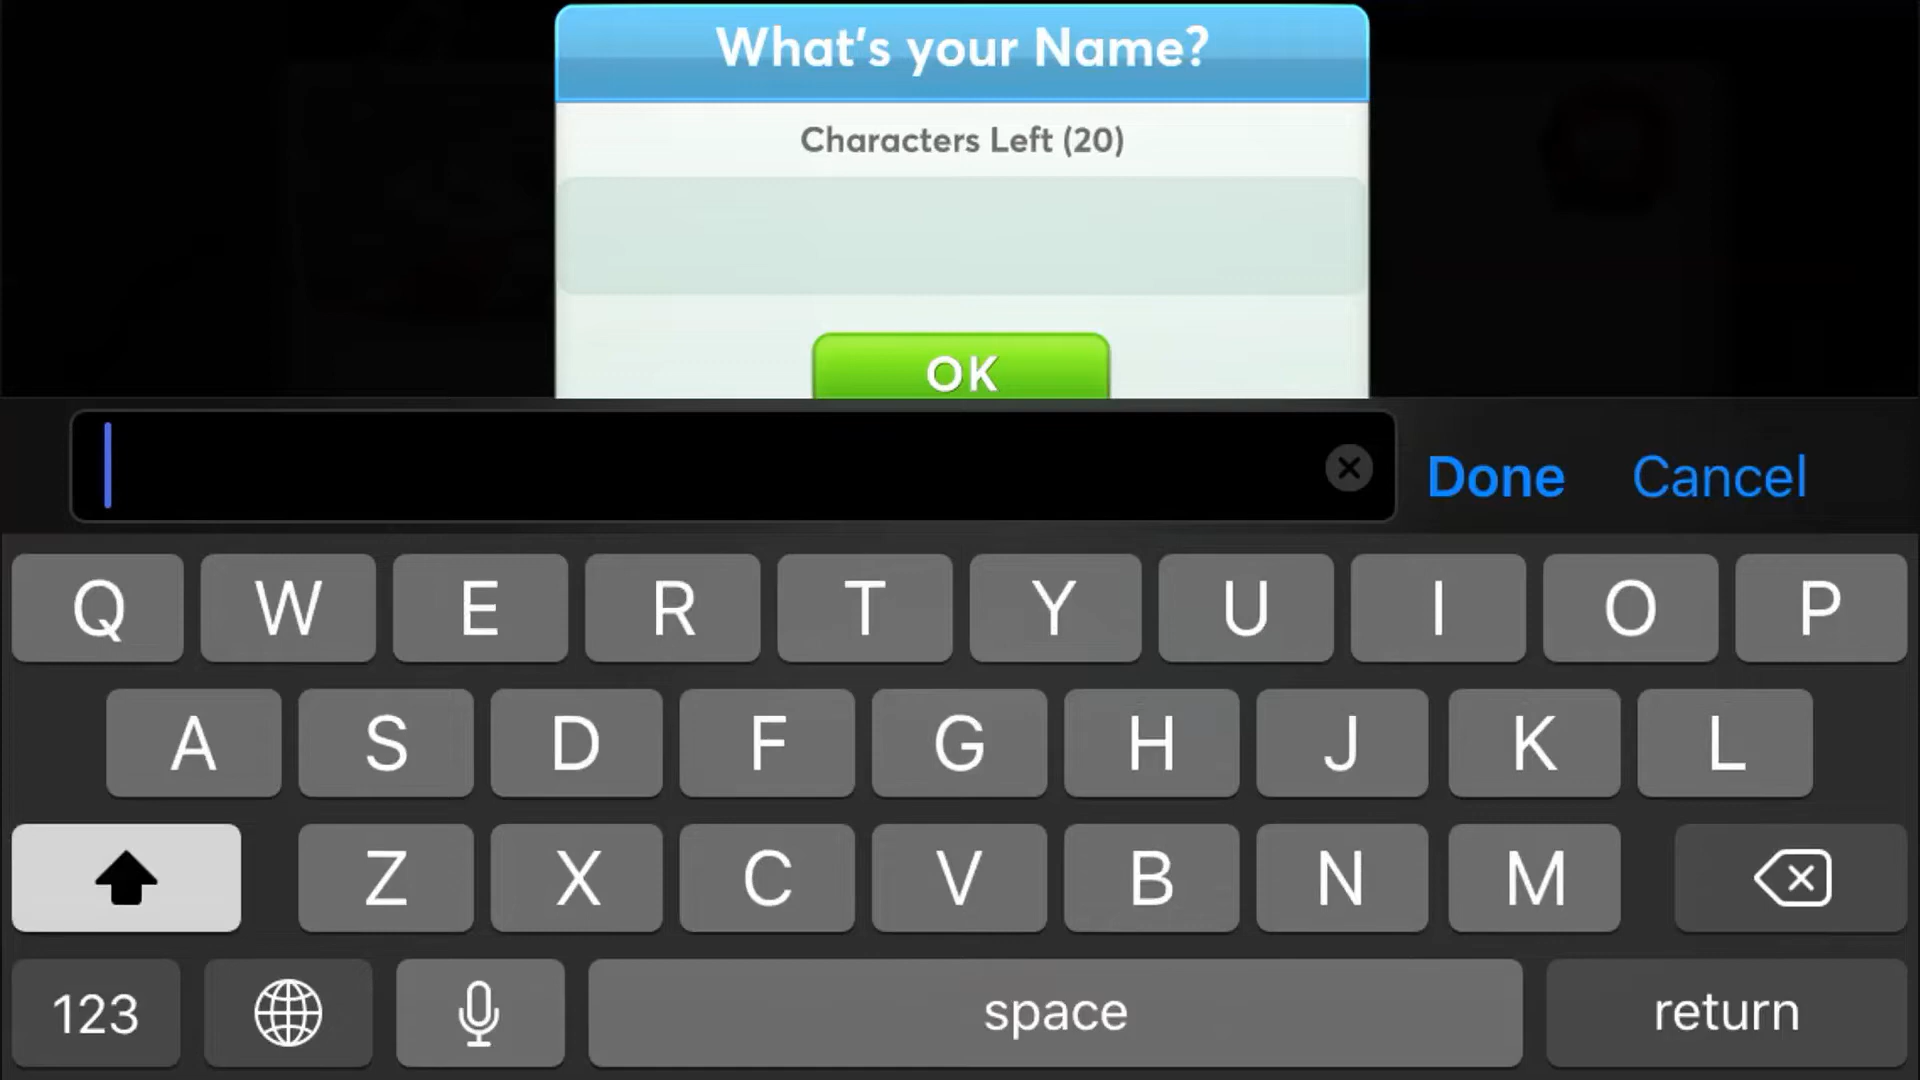 What's your Name?
Characters Left (20)
OK
Done Cancel
Q W E R T Y U I O P
A S D F G H J K L
Z X C V B N M
123 space return